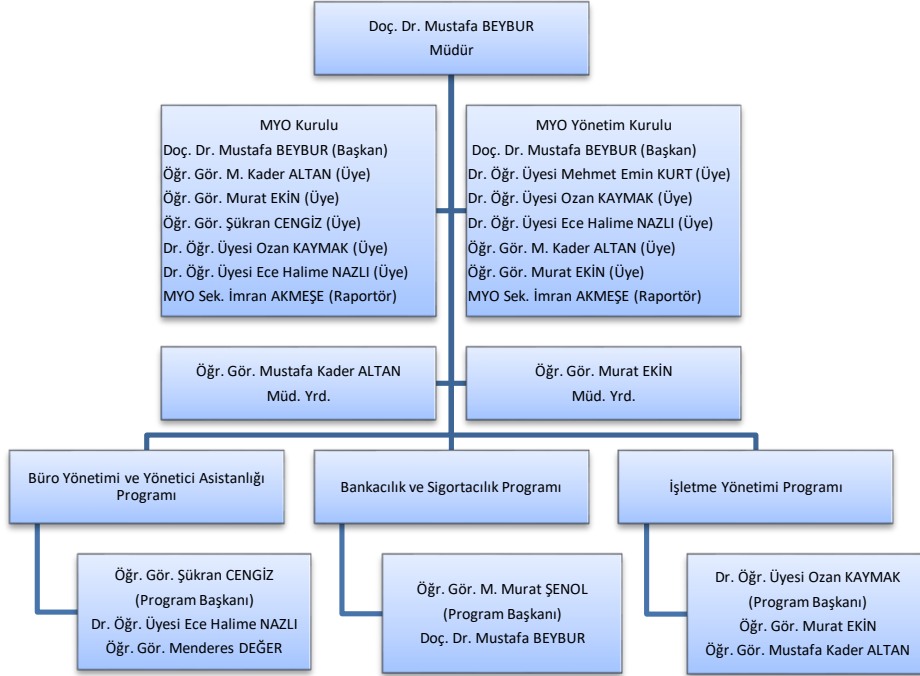 Doç. Dr. Mustafa BEYBUR
Müdür
MYO Kurulu
Doç. Dr. Mustafa BEYBUR (Başkan)
Öğr. Gör. M. Kader ALTAN (Üye)
Öğr. Gör. Murat EKİN (Üye)
Öğr. Gör. Şükran CENGİZ (Üye)
Dr. Öğr. Üyesi Ozan KAYMAK (Üye)
Dr. Öğr. Üyesi Ece Halime NAZLI (Üye)
MYO Sek. İmran AKMEŞE (Raportör)
MYO Yönetim Kurulu
Doç. Dr. Mustafa BEYBUR (Başkan)
Dr. Öğr. Üyesi Mehmet Emin KURT (Üye)
Dr. Öğr. Üyesi Ozan KAYMAK (Üye)
Dr. Öğr. Üyesi Ece Halime NAZLI (Üye)
Öğr. Gör. M. Kader ALTAN (Üye)
Öğr. Gör. Murat EKİN (Üye)
MYO Sek. İmran AKMEŞE (Raportör)
Öğr. Gör. Mustafa Kader ALTAN
Müd. Yrd.
Öğr. Gör. Murat EKİN
Müd. Yrd.
Büro Yönetimi ve Yönetici Asistanlığı
Programı
Bankacılık ve Sigortacılık Programı
İşletme Yönetimi Programı
Öğr. Gör. Şükran CENGİZ
(Program Başkanı)
Dr. Öğr. Üyesi Ece Halime NAZLI
Öğr. Gör. Menderes DEĞER
Öğr. Gör. M. Murat ŞENOL
(Program Başkanı)
Doç. Dr. Mustafa BEYBUR
Dr. Öğr. Üyesi Ozan KAYMAK
(Program Başkanı)
Öğr. Gör. Murat EKİN
Öğr. Gör. Mustafa Kader ALTAN